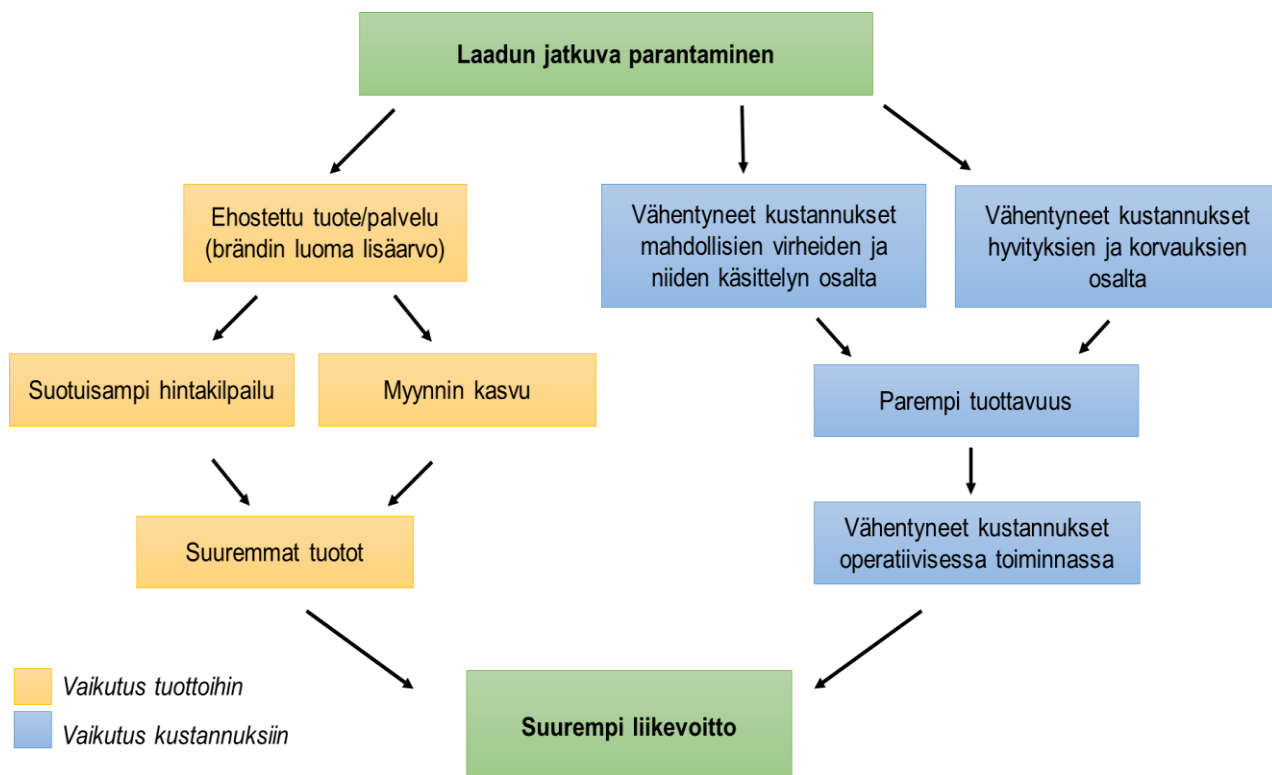 Laadun jatkuva parantaminen
Ehostettu tuote/palvelu
(brändin luoma lisäarvo)
Vähentyneet kustannukset
mahdollisien virheiden ja
niiden käsittelyn osalta
Vähentyneet kustannukset
hyvityksien ja korvauksien
osalta
Suotuisampi hintakilpailu
Myynnin kasvu
Parempi tuottavuus
Suuremmat tuotot
Vähentyneet kustannukset
operatiivisessa toiminnassa
Vaikutus tuottoihin
Vaikutus kustannuksiin
Suurempi liikevoitto